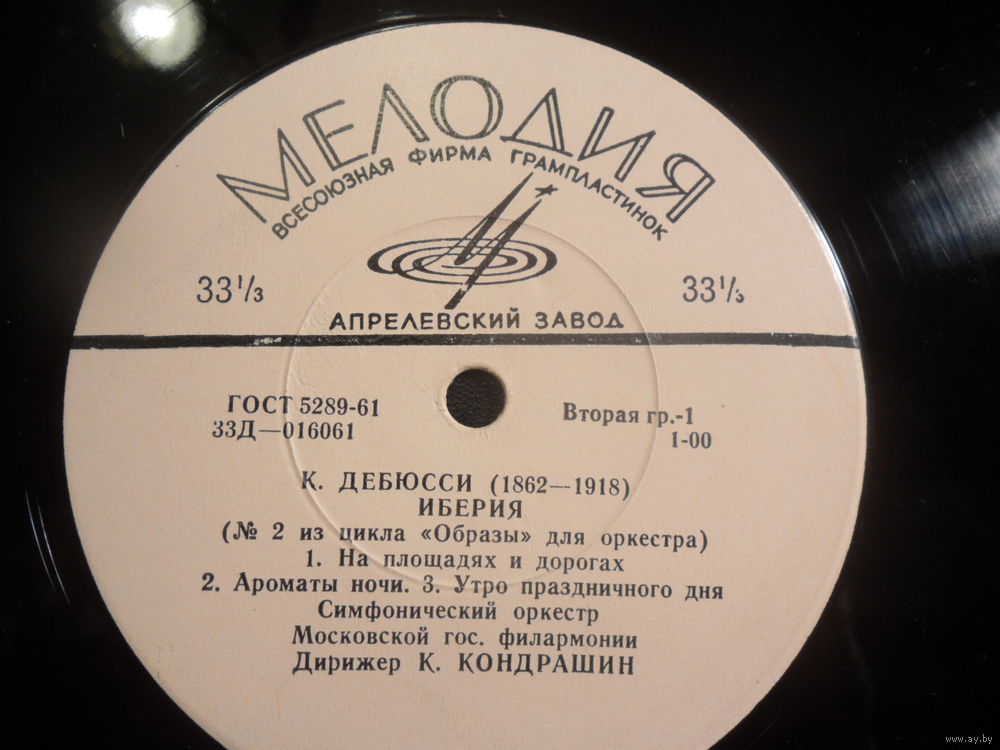 МЕЛОДИЯ
ВСЕСОЮЗНАЯ ФИРМА ГРАМПЛАСТИНОК
33⅓ 33⅓
АПРЕЛЕВСКИЙ ЗАВОД
ГОСТ 5289-61 Вторая гр.-1
33Д—016061 1-00
К. ДЕБЮССИ (1862—1918)
ИБЕРИЯ
(№ 2 из цикла «Образы» для оркестра)
1. На площадях и дорогах
2. Ароматы ночи. 3. Утро праздничного дня
Симфонический оркестр
Московской гос. филармонии
Дирижер К. КОНДРАШИН
www.ay.by